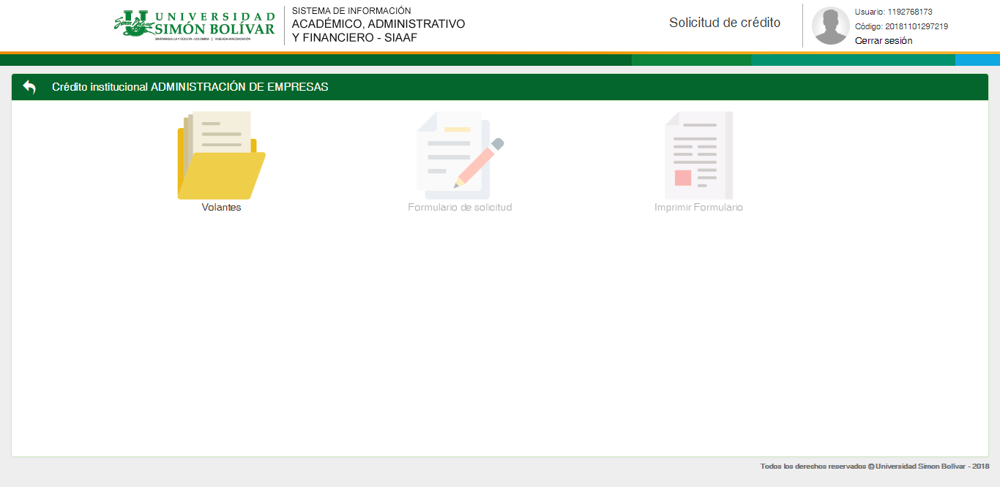 UNIVERSIDAD
SIMÓN BOLÍVAR
BARRANQUILLA Y CÚCUTA - COLOMBIA | VIGILADA MINEDUCACIÓN
SISTEMA DE INFORMACIÓN
ACADÉMICO, ADMINISTRATIVO
Y FINANCIERO - SIAAF
Solicitud de crédito
Usuario: 1192768173
Código: 20181101297219
Cerrar sesión
Crédito institucional ADMINISTRACIÓN DE EMPRESAS
Volantes
Formulario de solicitud
Imprimir Formulario
Todos los derechos reservados @ Universidad Simon Bolívar - 2018